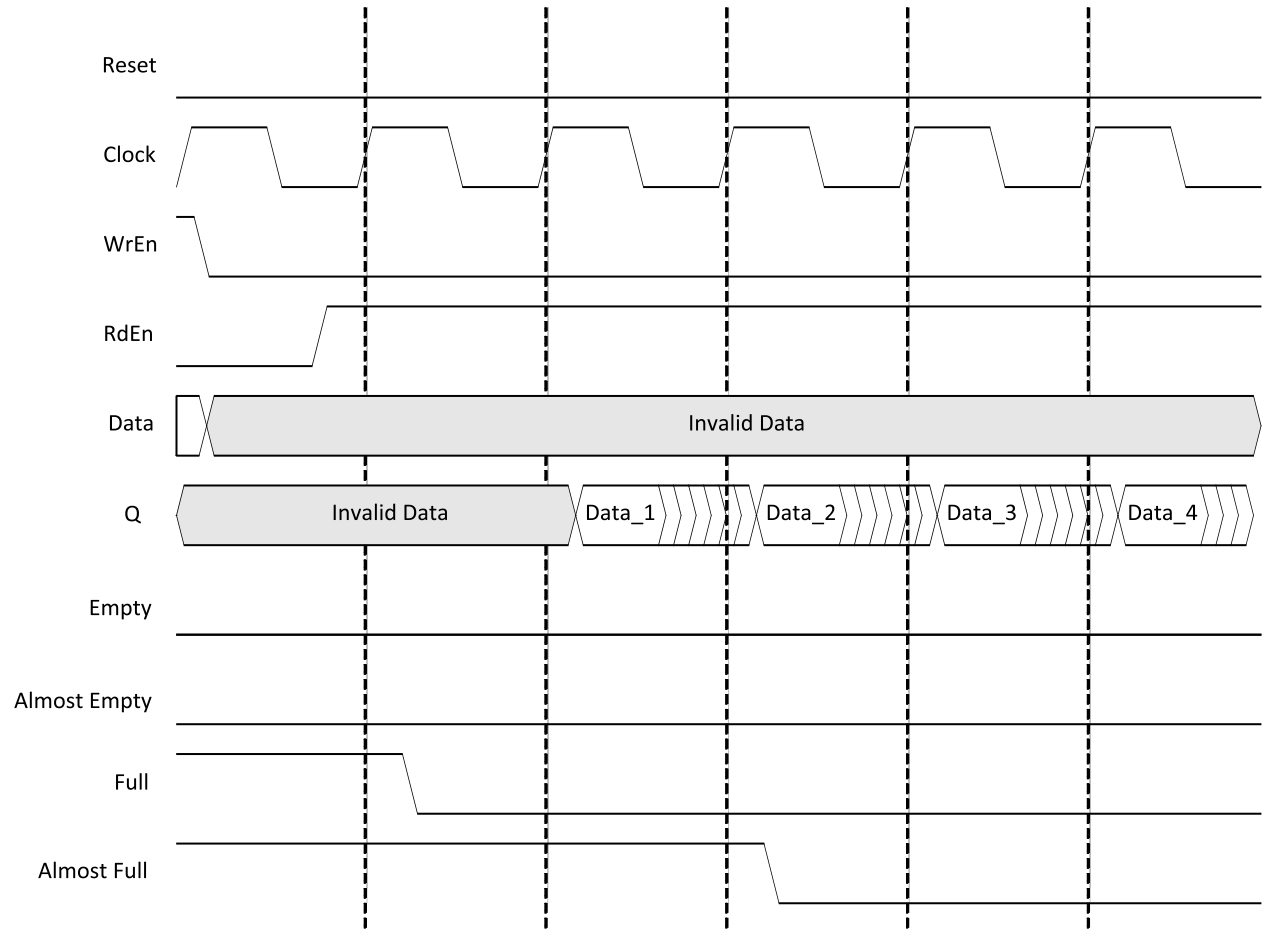 Reset
Clock
WrEn
RdEn
Data
Invalid Data
Q
Invalid Data
Data_1
Data_2
Data_3
Data_4
Empty
Almost Empty
Full
Almost Full